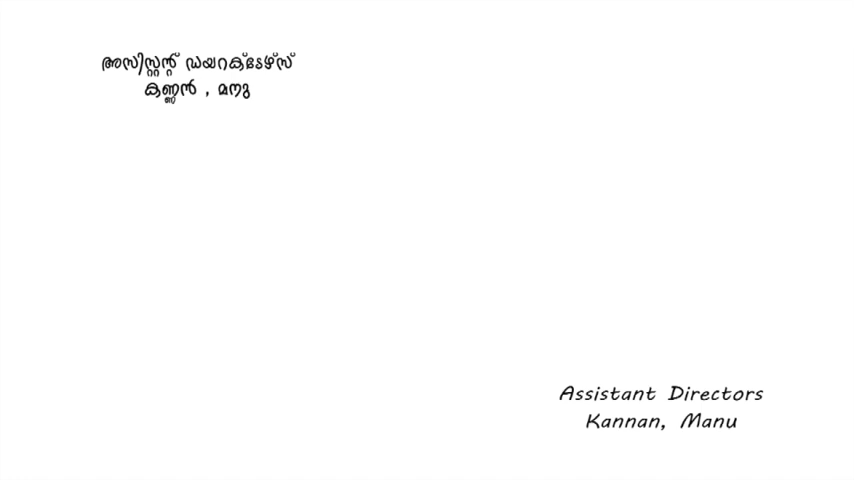 അസിസ്റ്റന്റ് ഡയറക്ടേഴ്സ്
കണ്ണൻ , മനു
Assistant Directors
Kannan, Manu